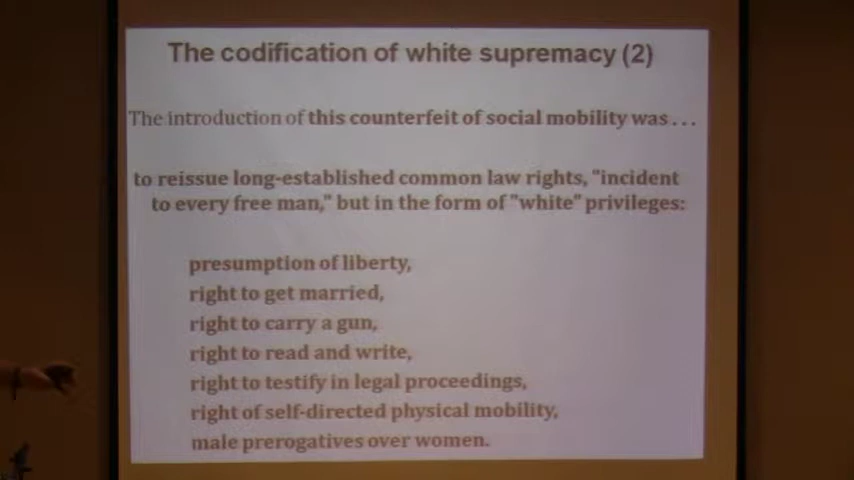 The codification of white supremacy (2)
The introduction of this counterfeit of social mobility was . . .
to reissue long-established common law rights, "incident
to every free man," but in the form of "white" privileges:
presumption of liberty,
right to get married,
right to carry a gun,
right to read and write,
right to testify in legal proceedings,
right of self-directed physical mobility,
male prerogatives over women.